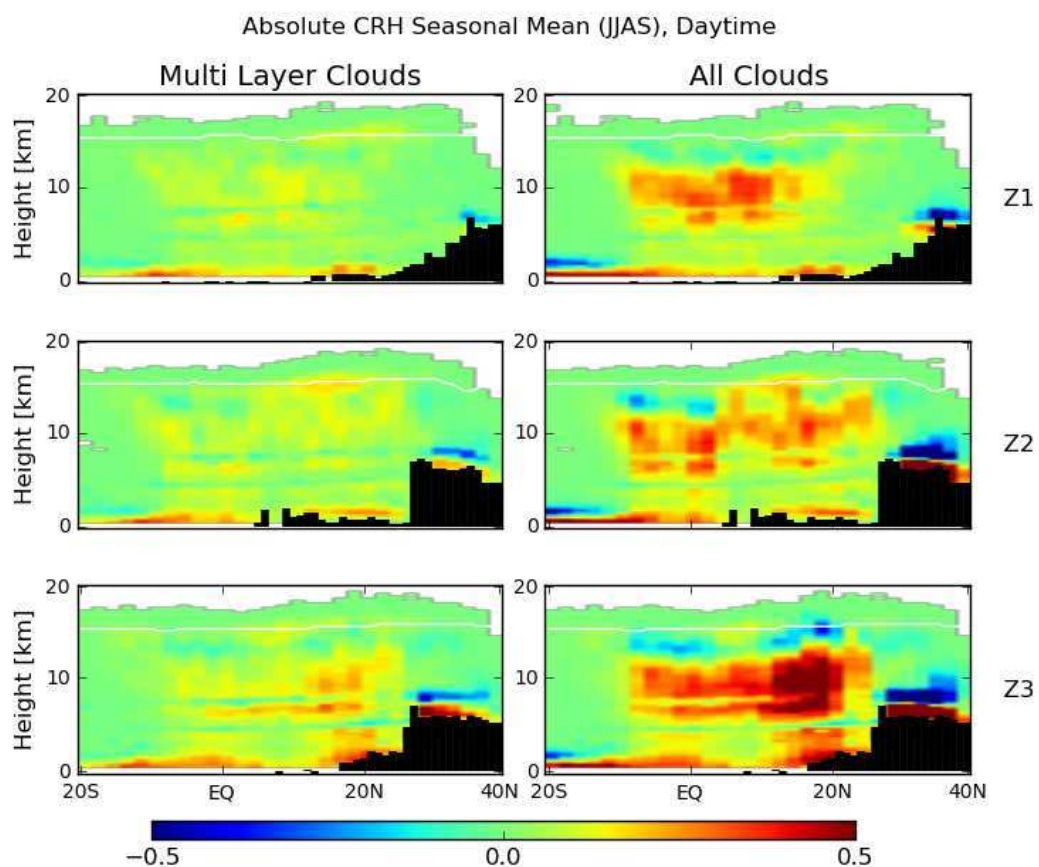 Absolute CRH Seasonal Mean (JJAS), Daytime
Multi Layer Clouds
All Clouds
20
10
0
Height [km]
Z1
20
10
0
Height [km]
Z2
20
10
0
Height [km]
Z3
20S EQ 20N 40N
20S EQ 20N 40N
−0.5 0.0 0.5